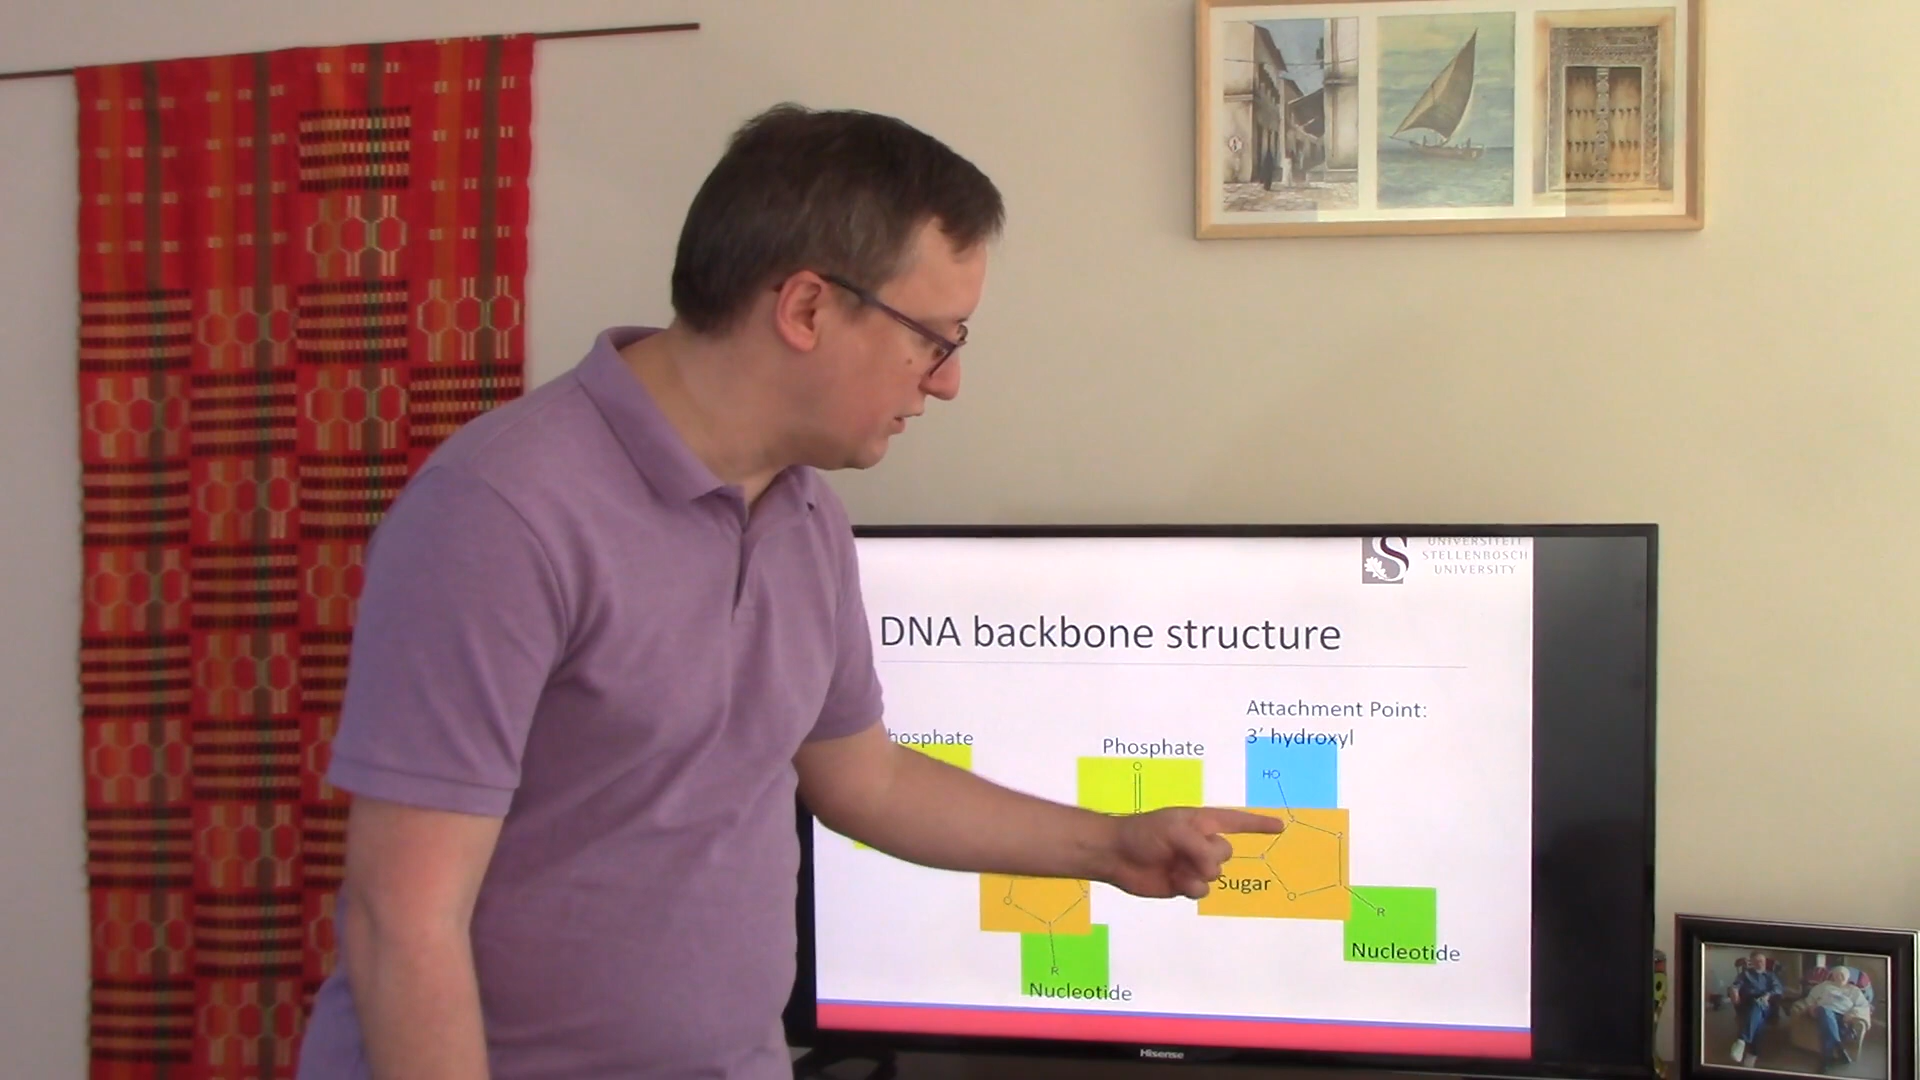 UNIVERSITEIT
STELLENBOSCH
UNIVERSITY
DNA backbone structure
Attachment Point:
3’ hydroxyl
hosphate
Phosphate
O
HO
Sugar
O
O
R
R
Nucleotide
Nucleotide
Hisense